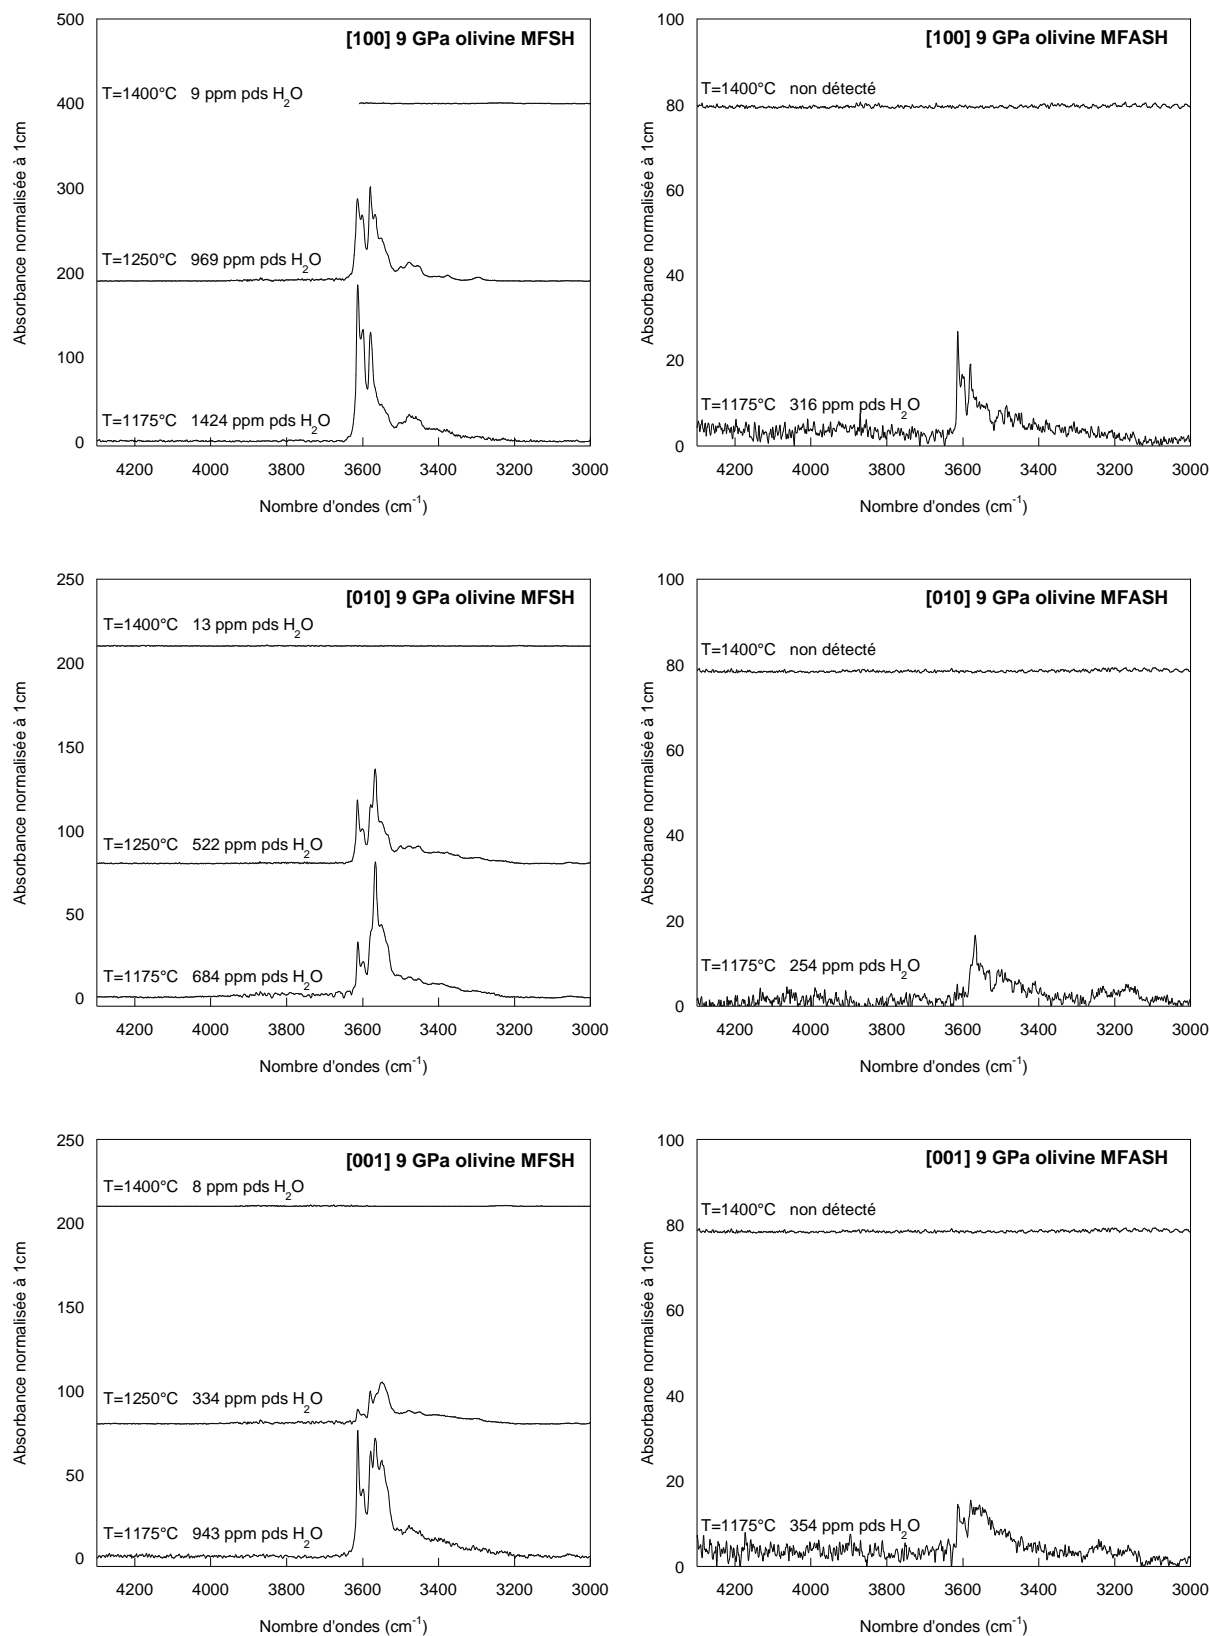 [100] 9 GPa olivine MFSH
Absorbance normalisée à 1cm
500
400
300
200
100
0
T=1400°C 9 ppm pds H2O
T=1250°C 969 ppm pds H2O
T=1175°C 1424 ppm pds H2O
4200 4000 3800 3600 3400 3200 3000
Nombre d'ondes (cm-1)
[100] 9 GPa olivine MFASH
Absorbance normalisée à 1cm
100
80
60
40
20
0
T=1400°C non détecté
T=1175°C 316 ppm pds H2O
4200 4000 3800 3600 3400 3200 3000
Nombre d'ondes (cm-1)
[010] 9 GPa olivine MFSH
Absorbance normalisée à 1cm
250
200
150
100
50
0
T=1400°C 13 ppm pds H2O
T=1250°C 522 ppm pds H2O
T=1175°C 684 ppm pds H2O
4200 4000 3800 3600 3400 3200 3000
Nombre d'ondes (cm-1)
[010] 9 GPa olivine MFASH
Absorbance normalisée à 1cm
100
80
60
40
20
0
T=1400°C non détecté
T=1175°C 254 ppm pds H2O
4200 4000 3800 3600 3400 3200 3000
Nombre d'ondes (cm-1)
[001] 9 GPa olivine MFSH
Absorbance normalisée à 1cm
250
200
150
100
50
0
T=1400°C 8 ppm pds H2O
T=1250°C 334 ppm pds H2O
T=1175°C 943 ppm pds H2O
4200 4000 3800 3600 3400 3200 3000
Nombre d'ondes (cm-1)
[001] 9 GPa olivine MFASH
Absorbance normalisée à 1cm
100
80
60
40
20
0
T=1400°C non détecté
T=1175°C 354 ppm pds H2O
4200 4000 3800 3600 3400 3200 3000
Nombre d'ondes (cm-1)